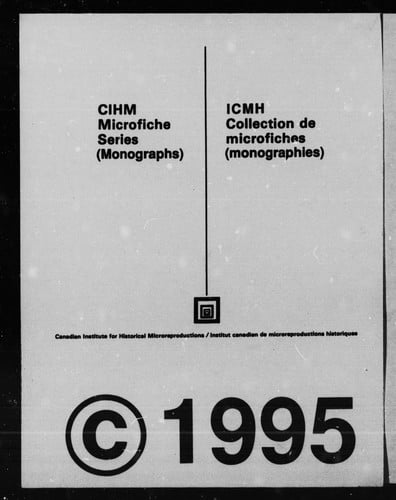 CIHM
Microfiche
Series
(Monographs)
ICMH
Collection de
microfiches
(monographies)
Canadian Institute for Historical Microreproductions / Institut canadien de microreproductions historiques
© 1995